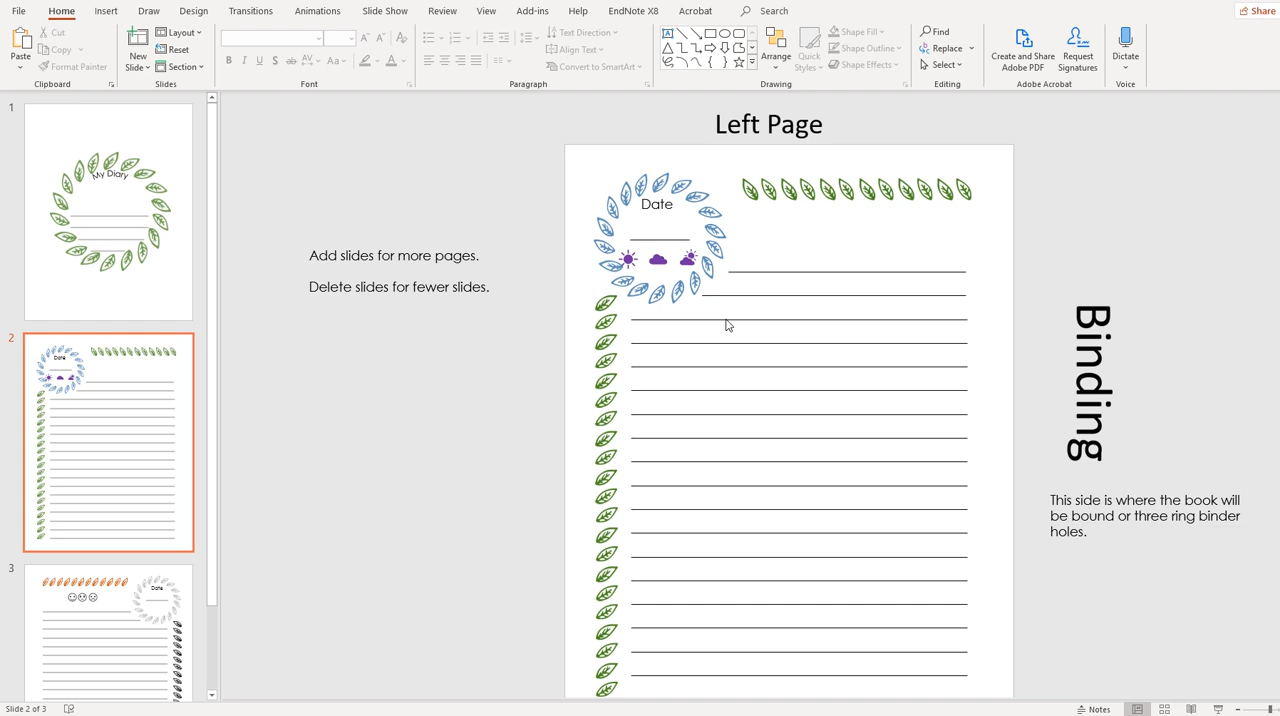 File Home Insert Draw Design Transitions Animations Slide Show Review View Add-ins Help EndNote X8 Acrobat Search Share
Paste
Cut
Copy
Format Painter
Clipboard
New
Slide
Layout
Reset
Section
Slides
B I U S ab AV Aa A
Font
Text Direction
Align Text
Convert to SmartArt
Paragraph
Arrange
Quick
Styles
Shape Fill
Shape Outline
Shape Effects
Drawing
Find
Replace
Select
Editing
Create and Share
Adobe PDF
Request
Signatures
Adobe Acrobat
Dictate
Voice
1
My Diary
2
Date
3
Date
Left Page
Date
Add slides for more pages.
Delete slides for fewer slides.
Binding
This side is where the book will
be bound or three ring binder
holes.
Slide 2 of 3
Notes